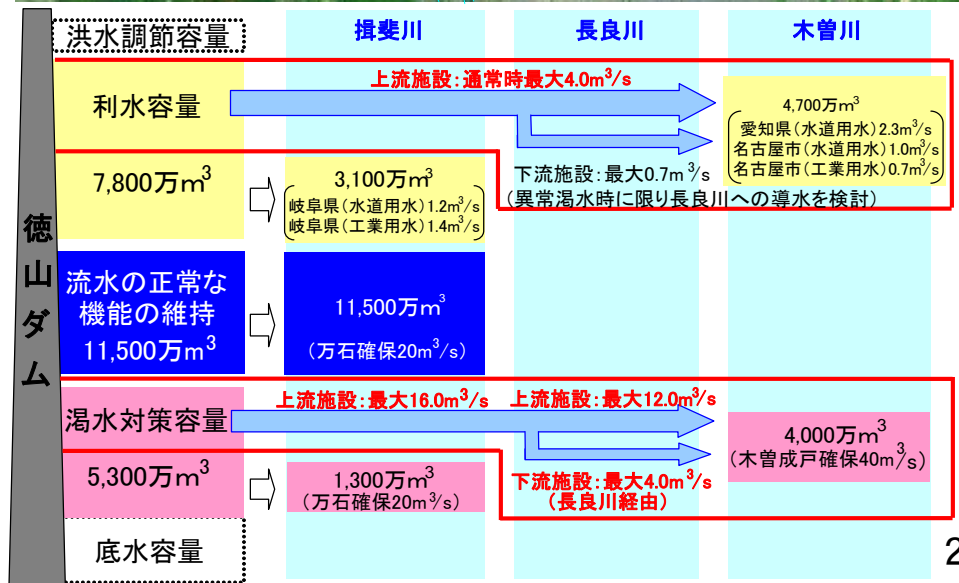 洪水調節容量
揖斐川
長良川
木曽川
上流施設:通常時最大4.0m³/s
利水容量
7,800万m³
4,700万m³
愛知県(水道用水)2.3m³/s
名古屋市(水道用水)1.0m³/s
名古屋市(工業用水)0.7m³/s
下流施設:最大0.7m³/s
(異常渇水時に限り長良川への導水を検討)
3,100万m³
岐阜県(水道用水)1.2m³/s
岐阜県(工業用水)1.4m³/s
徳山ダム
流水の正常な
機能の維持
11,500万m³
11,500万m³
(万石確保20m³/s)
上流施設:最大16.0m³/s
上流施設:最大12.0m³/s
渇水対策容量
5,300万m³
4,000万m³
(木曽成戸確保40m³/s)
下流施設:最大4.0m³/s
(長良川経由)
1,300万m³
(万石確保20m³/s)
底水容量
2